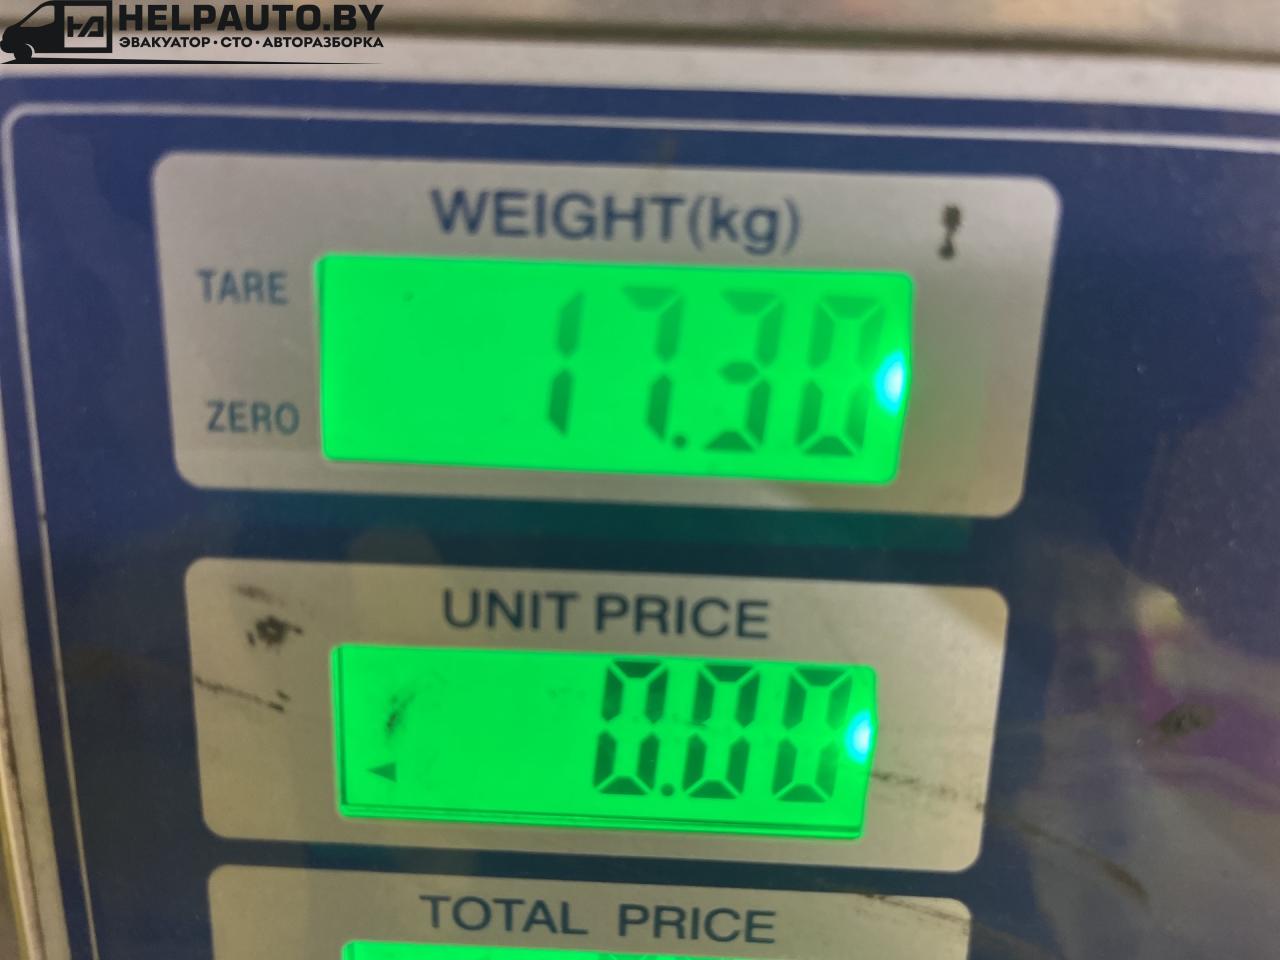 HELPAUTO.BY
ЭВАКУАТОР·СТО·АВТОРАЗБОРКА
WEIGHT(kg)
TARE
17.30
ZERO
UNIT PRICE
0.00
TOTAL PRICE